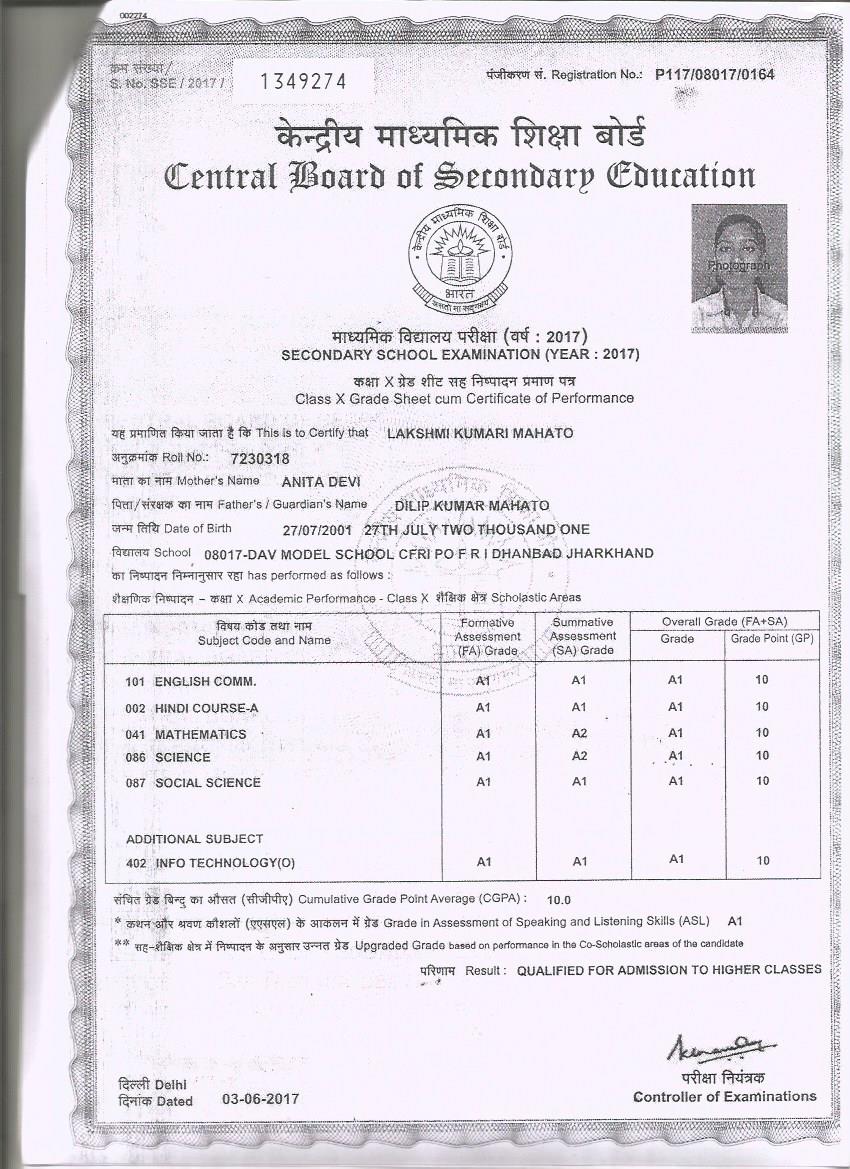 002274
क्रम संख्या/
S. No. SSE / 2017 / 1349274
पंजीकरण सं. Registration No.: P117/08017/0164
केन्द्रीय माध्यमिक शिक्षा बोर्ड
Central Board of Secondary Education
केन्द्रीय माध्यमिक शिक्षा बोर्ड
भारत
असतो मा सद्गमय
Photograph
माध्यमिक विद्यालय परीक्षा (वर्ष : 2017)
SECONDARY SCHOOL EXAMINATION (YEAR : 2017)
कक्षा X ग्रेड शीट सह निष्पादन प्रमाण पत्र
Class X Grade Sheet cum Certificate of Performance
यह प्रमाणित किया जाता है कि This is to Certify that LAKSHMI KUMARI MAHATO
अनुक्रमांक Roll No.: 7230318
माता का नाम Mother's Name ANITA DEVI
पिता/संरक्षक का नाम Father's / Guardian's Name DILIP KUMAR MAHATO
जन्म तिथि Date of Birth 27/07/2001 27TH JULY TWO THOUSAND ONE
विद्यालय School 08017-DAV MODEL SCHOOL CFRI PO F R I DHANBAD JHARKHAND
का निष्पादन निम्नानुसार रहा has performed as follows :
शैक्षणिक निष्पादन – कक्षा X Academic Performance - Class X शैक्षिक क्षेत्र Scholastic Areas
विषय कोड तथा नाम
Subject Code and Name
Formative Assessment (FA) Grade
Summative Assessment (SA) Grade
Overall Grade (FA+SA)
Grade Grade Point (GP)
101 ENGLISH COMM. A1 A1 A1 10
002 HINDI COURSE-A A1 A1 A1 10
041 MATHEMATICS A1 A2 A1 10
086 SCIENCE A1 A2 A1 10
087 SOCIAL SCIENCE A1 A1 A1 10
ADDITIONAL SUBJECT
402 INFO TECHNOLOGY(O) A1 A1 A1 10
संचित ग्रेड बिन्दु का औसत (सीजीपीए) Cumulative Grade Point Average (CGPA) : 10.0
* कथन और श्रवण कौशलों (एएसएल) के आकलन में ग्रेड Grade in Assessment of Speaking and Listening Skills (ASL) A1
** सह-शैक्षिक क्षेत्र में निष्पादन के अनुसार उन्नत ग्रेड Upgraded Grade based on performance in the Co-Scholastic areas of the candidate
परिणाम Result : QUALIFIED FOR ADMISSION TO HIGHER CLASSES
दिल्ली Delhi
दिनांक Dated 03-06-2017
परीक्षा नियंत्रक
Controller of Examinations